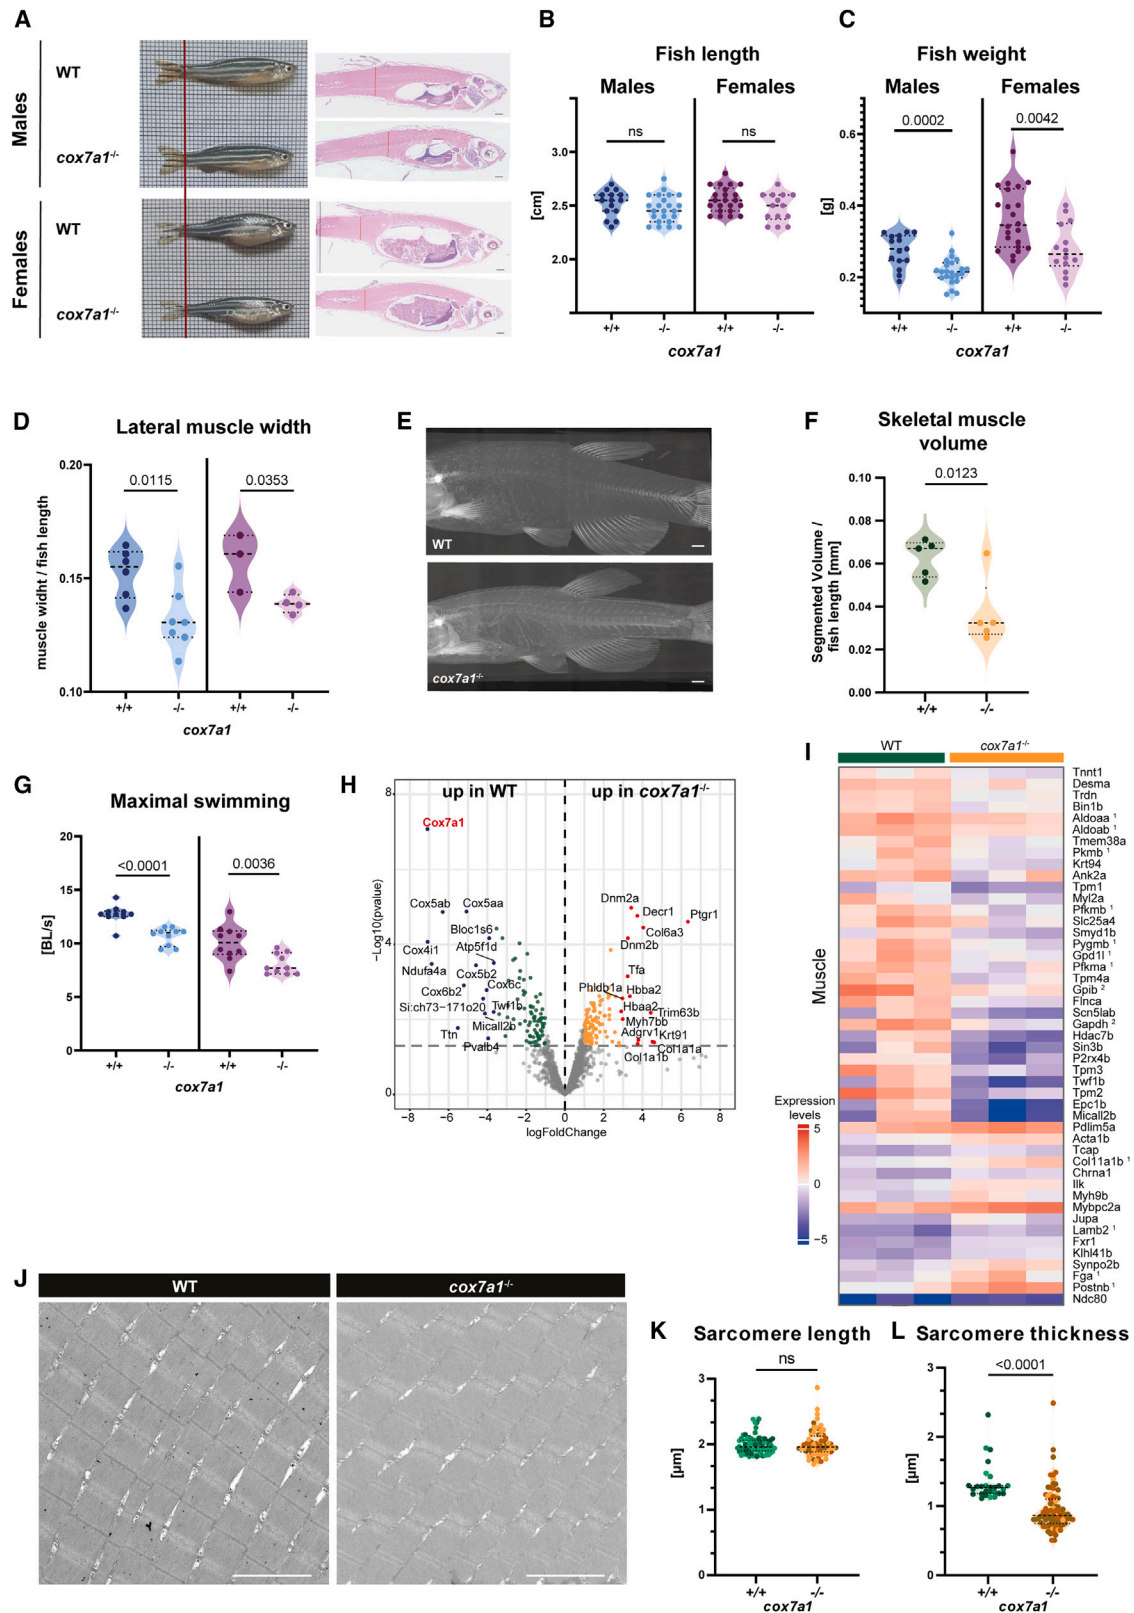 A
Males
WT
cox7a1-/-
Females
WT
cox7a1-/-
B
Fish length
Males
Females
ns
ns
[cm]
3.0
2.5
2.0
+/+
-/-
+/+
-/-
cox7a1
C
Fish weight
Males
Females
0.0002
0.0042
[g]
0.6
0.4
0.2
+/+
-/-
+/+
-/-
cox7a1
D
Lateral muscle width
0.0115
0.0353
muscle widht / fish length
0.20
0.15
0.10
+/+
-/-
+/+
-/-
cox7a1
E
WT
cox7a1-/-
F
Skeletal muscle
volume
0.0123
Segmented Volume /
fish length [mm]
0.10
0.08
0.06
0.04
0.02
0.00
+/+
-/-
G
Maximal swimming
<0.0001
0.0036
[BL/s]
20
15
10
5
0
+/+
-/-
+/+
-/-
cox7a1
H
up in WT
up in cox7a1-/-
−Log10(pvalue)
8
4
0
Cox7a1
Cox5ab
Cox5aa
Bloc1s6
Cox4i1
Atp5f1d
Ndufa4a
Cox5b2
Cox6b2
Cox6c
Si:ch73−171o20
Twf1b
Micall2b
Ttn
Pvalb4
Dnm2a
Decr1
Ptgr1
Col6a3
Dnm2b
Tfa
Phldb1a
Hbba2
Hbaa2
Trim63b
Myh7bb
Adgrv1
Krt91
Col1a1a
Col1a1b
−8
−6
−4
−2
0
2
4
6
8
logFoldChange
I
WT
cox7a1-/-
Muscle
Expression
levels
5
0
−5
Tnnt1
Desma
Trdn
Bin1b
Aldoaa 1
Aldoab 1
Tmem38a
Pkmb 1
Krt94
Ank2a
Tpm1
Myl2a
Pfkmb 1
Slc25a4
Smyd1b
Pygmb 1
Gpd1l 1
Pfkma 1
Tpm4a
Gpib 2
Flnca
Scn5lab
Gapdh 2
Hdac7b
Sin3b
P2rx4b
Tpm3
Twf1b
Tpm2
Epc1b
Micall2b
Pdlim5a
Acta1b
Tcap
Col11a1b 1
Chrna1
Ilk
Myh9b
Mybpc2a
Jupa
Lamb2 1
Fxr1
Klhl41b
Synpo2b
Fga 1
Postnb 1
Ndc80
J
WT
cox7a1-/-
K
Sarcomere length
ns
[µm]
3
2
1
0
+/+
-/-
cox7a1
L
Sarcomere thickness
<0.0001
[µm]
3
2
1
0
+/+
-/-
cox7a1